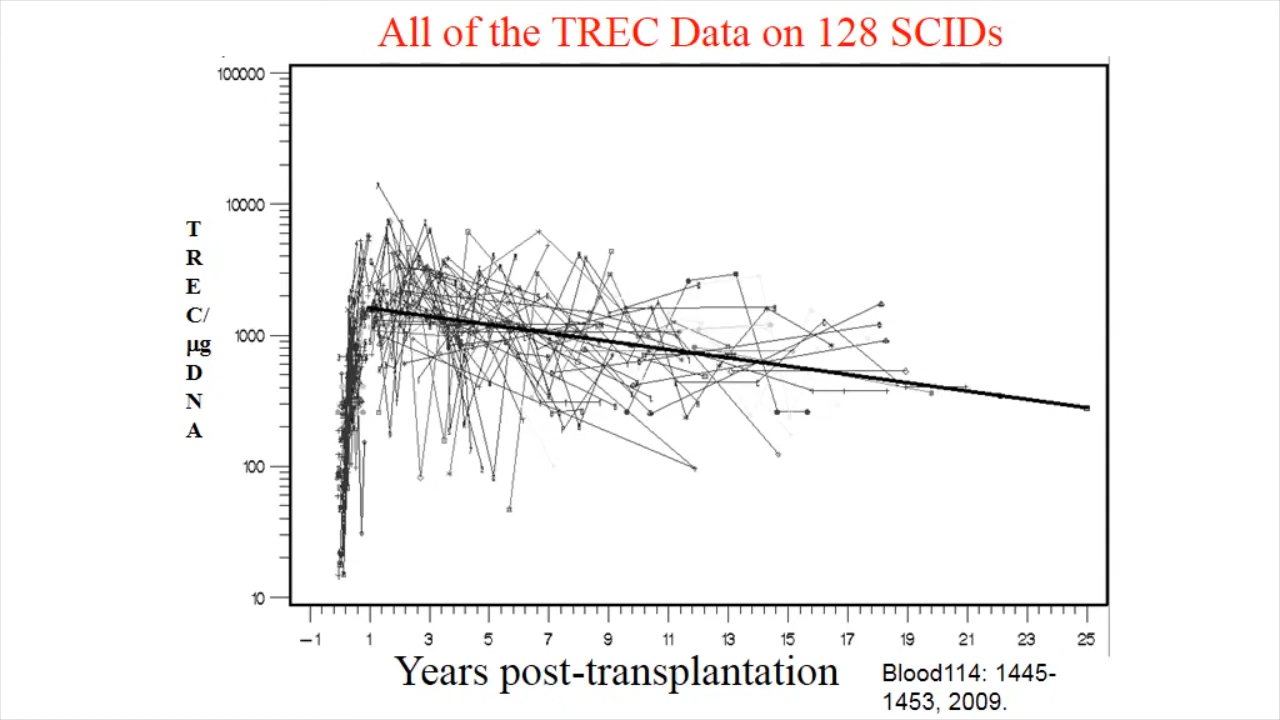 All of the TREC Data on 128 SCIDs
100000
10000
1000
100
10
T
R
E
C/
μg
D
N
A
−1 1 3 5 7 9 11 13 15 17 19 21 23 25
Years post-transplantation
Blood114: 1445-
1453, 2009.